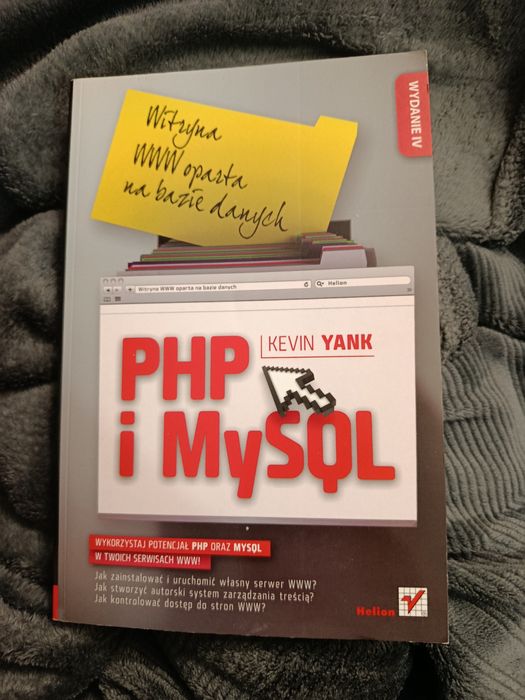 WYDANIE IV
Witryna
WWW oparta
na bazie danych
Witryna WWW oparta na bazie danych
Helion
KEVIN YANK
PHP
i MySQL
WYKORZYSTAJ POTENCJAŁ PHP ORAZ MYSQL
W TWOICH SERWISACH WWW!
Jak zainstalować i uruchomić własny serwer WWW?
Jak stworzyć autorski system zarządzania treścią?
Jak kontrolować dostęp do stron WWW?
Helion